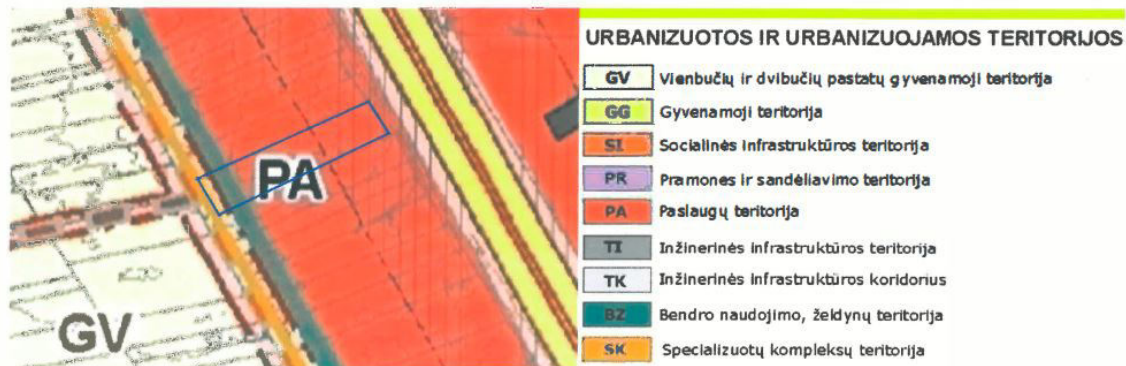 PA
GV
URBANIZUOTOS IR URBANIZUOJAMOS TERITORIJOS
GV Vienbučių ir dvibučių pastatų gyvenamoji teritorija
GG Gyvenamoji teritorija
SI Socialinės infrastruktūros teritorija
PR Pramones ir sandėliavimo teritorija
PA Paslaugų teritorija
TI Inžinerinės infrastruktūros teritorija
TK Inžinerinės infrastruktūros koridorius
BZ Bendro naudojimo, želdynų teritorija
SK Specializuotų kompleksų teritorija